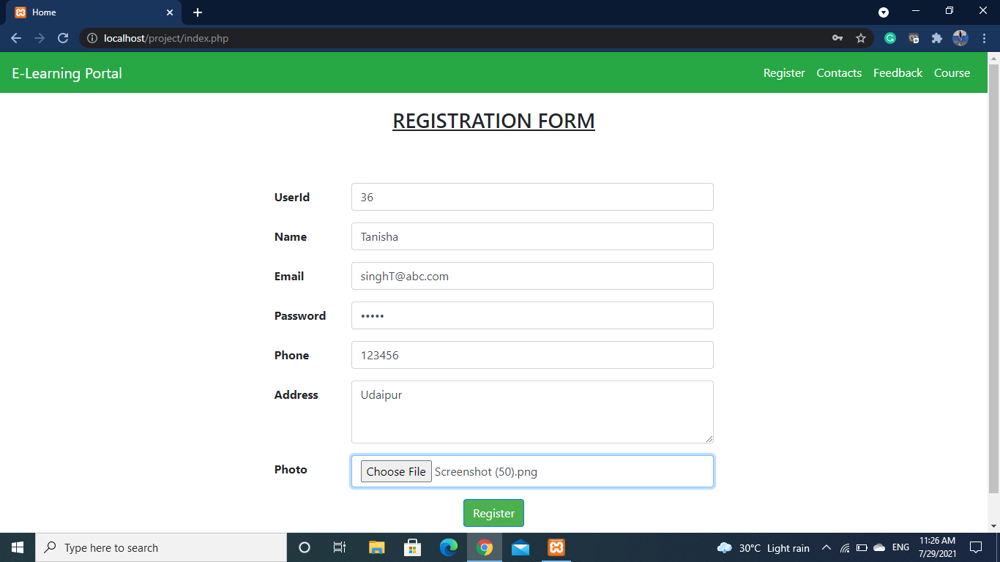 Home
localhost/project/index.php
E-Learning Portal
Register Contacts Feedback Course
REGISTRATION FORM
UserId 36
Name Tanisha
Email singhT@abc.com
Password •••••
Phone 123456
Address Udaipur
Photo Choose File Screenshot (50).png
Register
Type here to search
30°C Light rain
ENG
11:26 AM
7/29/2021